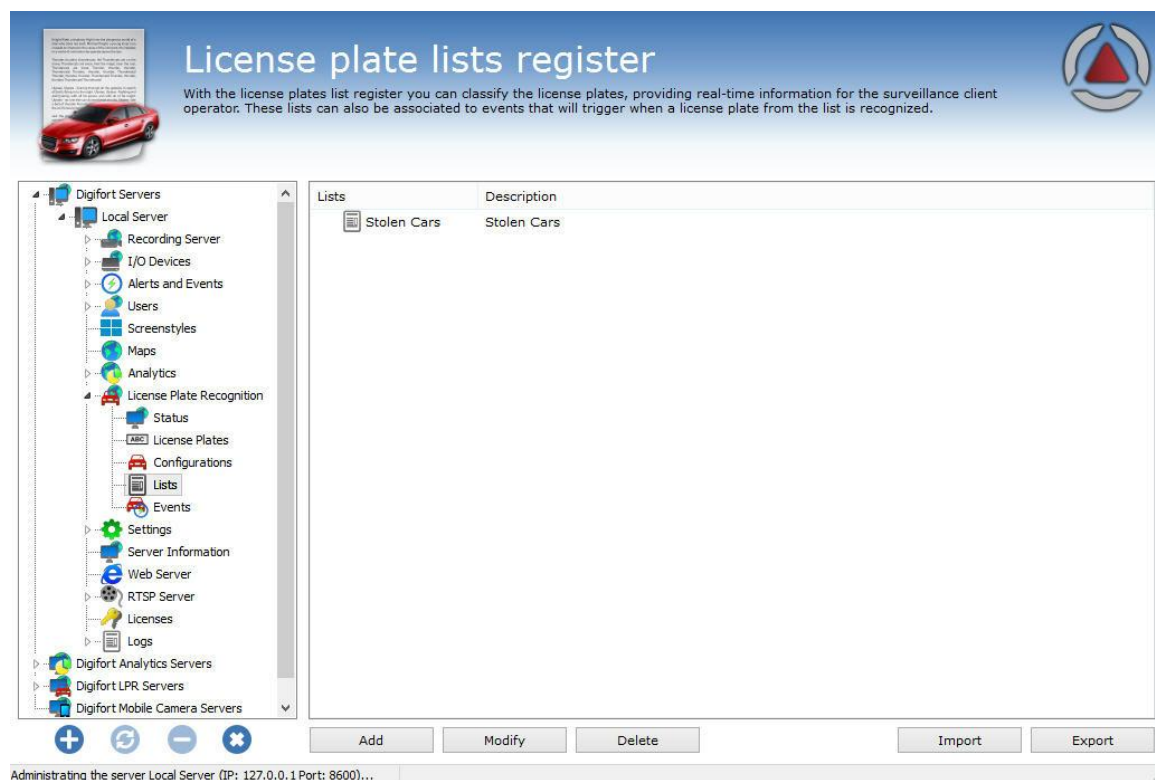 License plate lists register
With the license plates list register you can classify the license plates, providing real-time information for the surveillance client
operator. These lists can also be associated to events that will trigger when a license plate from the list is recognized.
Digifort Servers
Local Server
Recording Server
I/O Devices
Alerts and Events
Users
Screenstyles
Maps
Analytics
License Plate Recognition
Status
ABC License Plates
Configurations
Lists
Events
Settings
Server Information
Web Server
RTSP Server
Licenses
Logs
Digifort Analytics Servers
Digifort LPR Servers
Digifort Mobile Camera Servers
Lists Description
Stolen Cars Stolen Cars
Add Modify Delete Import Export
Administrating the server Local Server (IP: 127.0.0.1 Port: 8600)...